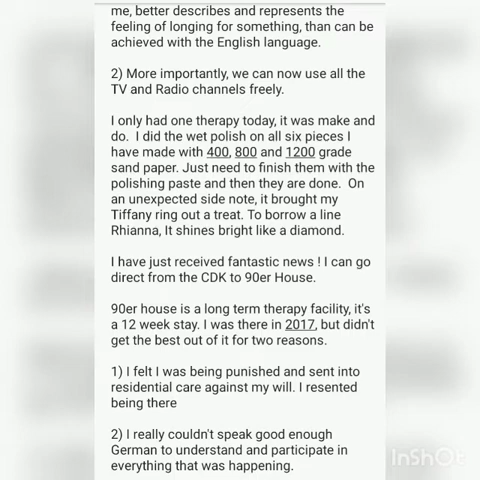 me, better describes and represents the
feeling of longing for something, than can be
achieved with the English language.
2) More importantly, we can now use all the
TV and Radio channels freely.
I only had one therapy today, it was make and
do.  I did the wet polish on all six pieces I
have made with 400, 800 and 1200 grade
sand paper. Just need to finish them with the
polishing paste and then they are done.  On
an unexpected side note, it brought my
Tiffany ring out a treat. To borrow a line
Rhianna, It shines bright like a diamond.
I have just received fantastic news ! I can go
direct from the CDK to 90er House.
90er house is a long term therapy facility, it's
a 12 week stay. I was there in 2017, but didn't
get the best out of it for two reasons.
1) I felt I was being punished and sent into
residential care against my will. I resented
being there
2) I really couldn't speak good enough
German to understand and participate in
everything that was happening.
InShOt